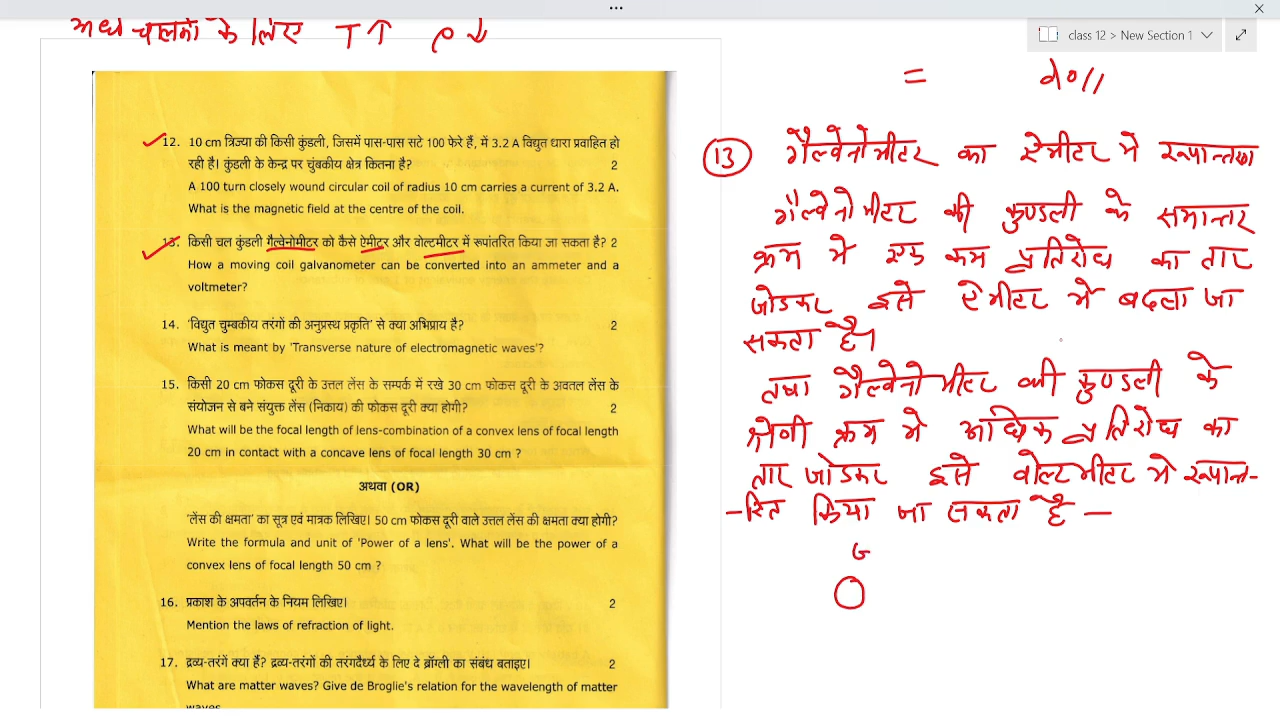 अर्ध चालकों के लिए T↑ ρ↓
class 12 > New Section 1
12. 10 cm त्रिज्या की किसी कुंडली, जिसमें पास-पास सटे 100 फेरे हैं, में 3.2 A विद्युत धारा प्रवाहित हो
रही है। कुंडली के केन्द्र पर चुंबकीय क्षेत्र कितना है? 2
A 100 turn closely wound circular coil of radius 10 cm carries a current of 3.2 A.
What is the magnetic field at the centre of the coil.
13. किसी चल कुंडली गैल्वेनोमीटर को कैसे ऐमीटर और वोल्टमीटर में रूपांतरित किया जा सकता है? 2
How a moving coil galvanometer can be converted into an ammeter and a
voltmeter?
14. 'विद्युत चुम्बकीय तरंगों की अनुप्रस्थ प्रकृति' से क्या अभिप्राय है? 2
What is meant by 'Transverse nature of electromagnetic waves'?
15. किसी 20 cm फोकस दूरी के उत्तल लेंस के सम्पर्क में रखे 30 cm फोकस दूरी के अवतल लेंस के
संयोजन से बने संयुक्त लेंस (निकाय) की फोकस दूरी क्या होगी? 2
What will be the focal length of lens-combination of a convex lens of focal length
20 cm in contact with a concave lens of focal length 30 cm ?
अथवा (OR)
'लेंस की क्षमता' का सूत्र एवं मात्रक लिखिए। 50 cm फोकस दूरी वाले उत्तल लेंस की क्षमता क्या होगी?
Write the formula and unit of 'Power of a lens'. What will be the power of a
convex lens of focal length 50 cm ?
16. प्रकाश के अपवर्तन के नियम लिखिए। 2
Mention the laws of refraction of light.
17. द्रव्य-तरंगें क्या हैं? द्रव्य-तरंगों की तरंगदैर्ध्य के लिए दे ब्रॉग्ली का संबंध बताइए। 2
What are matter waves? Give de Broglie's relation for the wavelength of matter
waves.
=
13 गैल्वेनोमीटर का ऐमीटर मे रूपान्तरण
गैल्वेनोमीटर की कुण्डली के समान्तर
क्रम मे एक कम प्रतिरोध का तार
जोडकर इसे ऐमीटर मे बदला जा
सकता है।
तथा गैल्वेनोमीटर की कुण्डली के
श्रेणी क्रम मे अधिक प्रतिरोध का
तार जोडकर इसे वोल्टमीटर मे रूपान्त-
-रित किया जा सकता है —
G